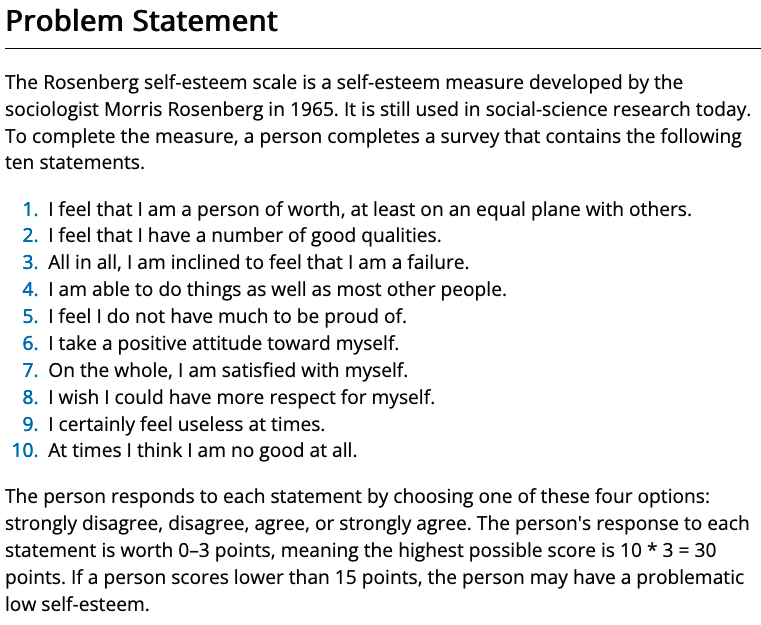 Problem Statement
The Rosenberg self-esteem scale is a self-esteem measure developed by the
sociologist Morris Rosenberg in 1965. It is still used in social-science research today.
To complete the measure, a person completes a survey that contains the following
ten statements.
1. I feel that I am a person of worth, at least on an equal plane with others.
2. I feel that I have a number of good qualities.
3. All in all, I am inclined to feel that I am a failure.
4. I am able to do things as well as most other people.
5. I feel I do not have much to be proud of.
6. I take a positive attitude toward myself.
7. On the whole, I am satisfied with myself.
8. I wish I could have more respect for myself.
9. I certainly feel useless at times.
10. At times I think I am no good at all.
The person responds to each statement by choosing one of these four options:
strongly disagree, disagree, agree, or strongly agree. The person's response to each
statement is worth 0–3 points, meaning the highest possible score is 10 * 3 = 30
points. If a person scores lower than 15 points, the person may have a problematic
low self-esteem.